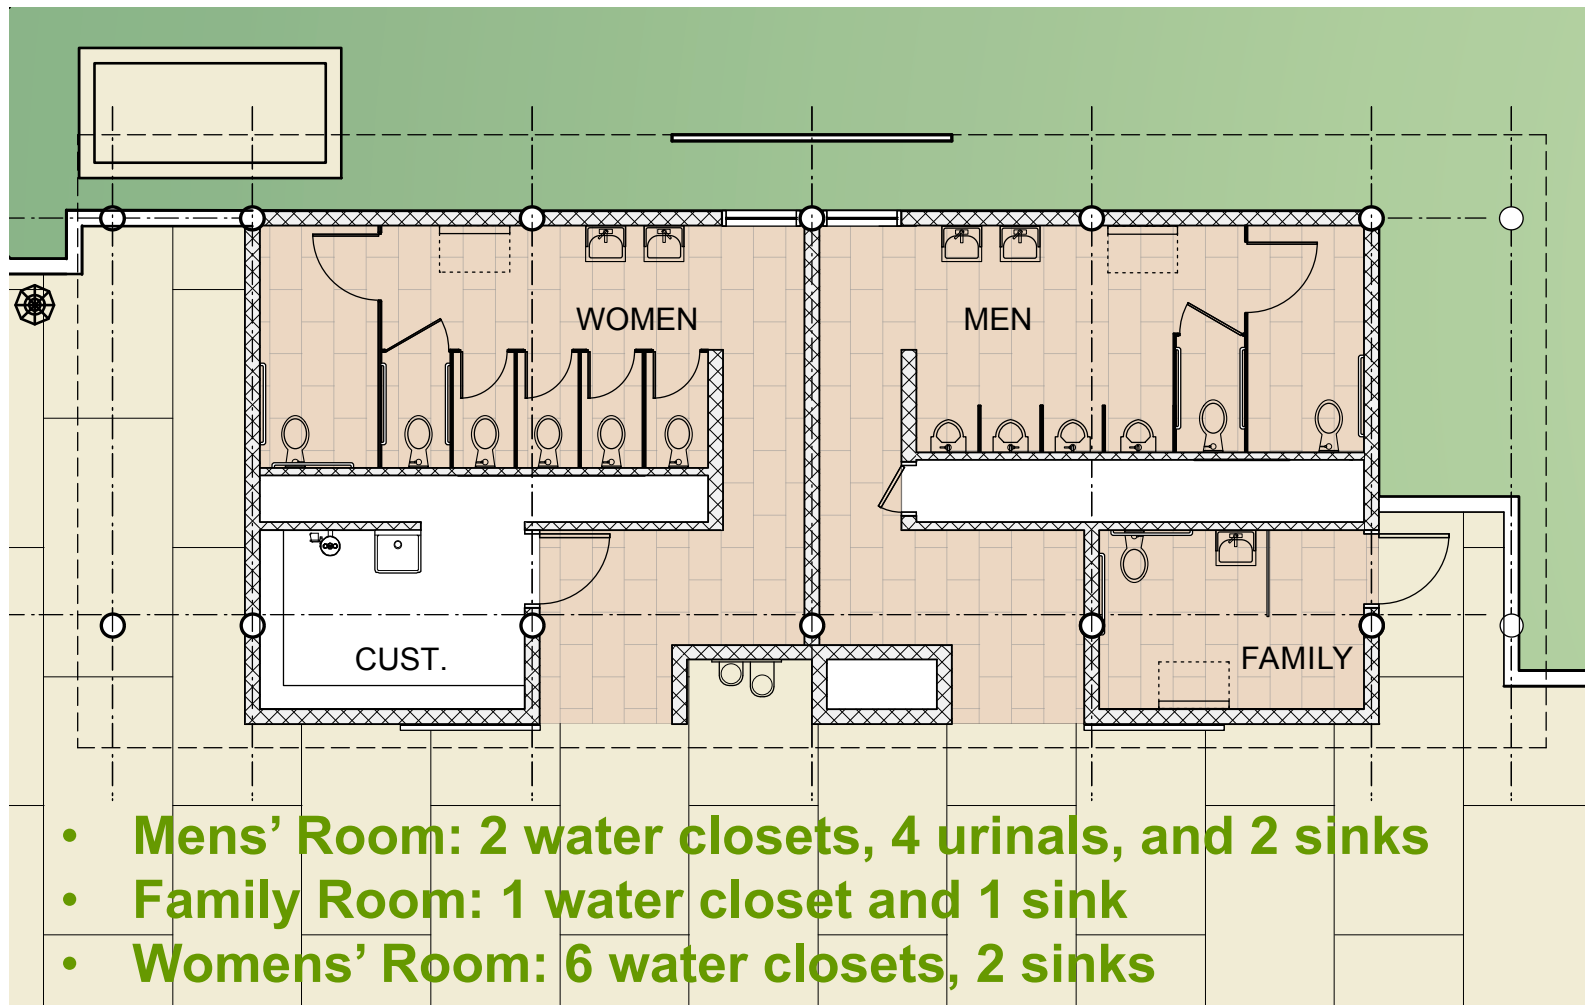 WOMEN
MEN
CUST.
FAMILY
• Mens’ Room: 2 water closets, 4 urinals, and 2 sinks
• Family Room: 1 water closet and 1 sink
• Womens’ Room: 6 water closets, 2 sinks